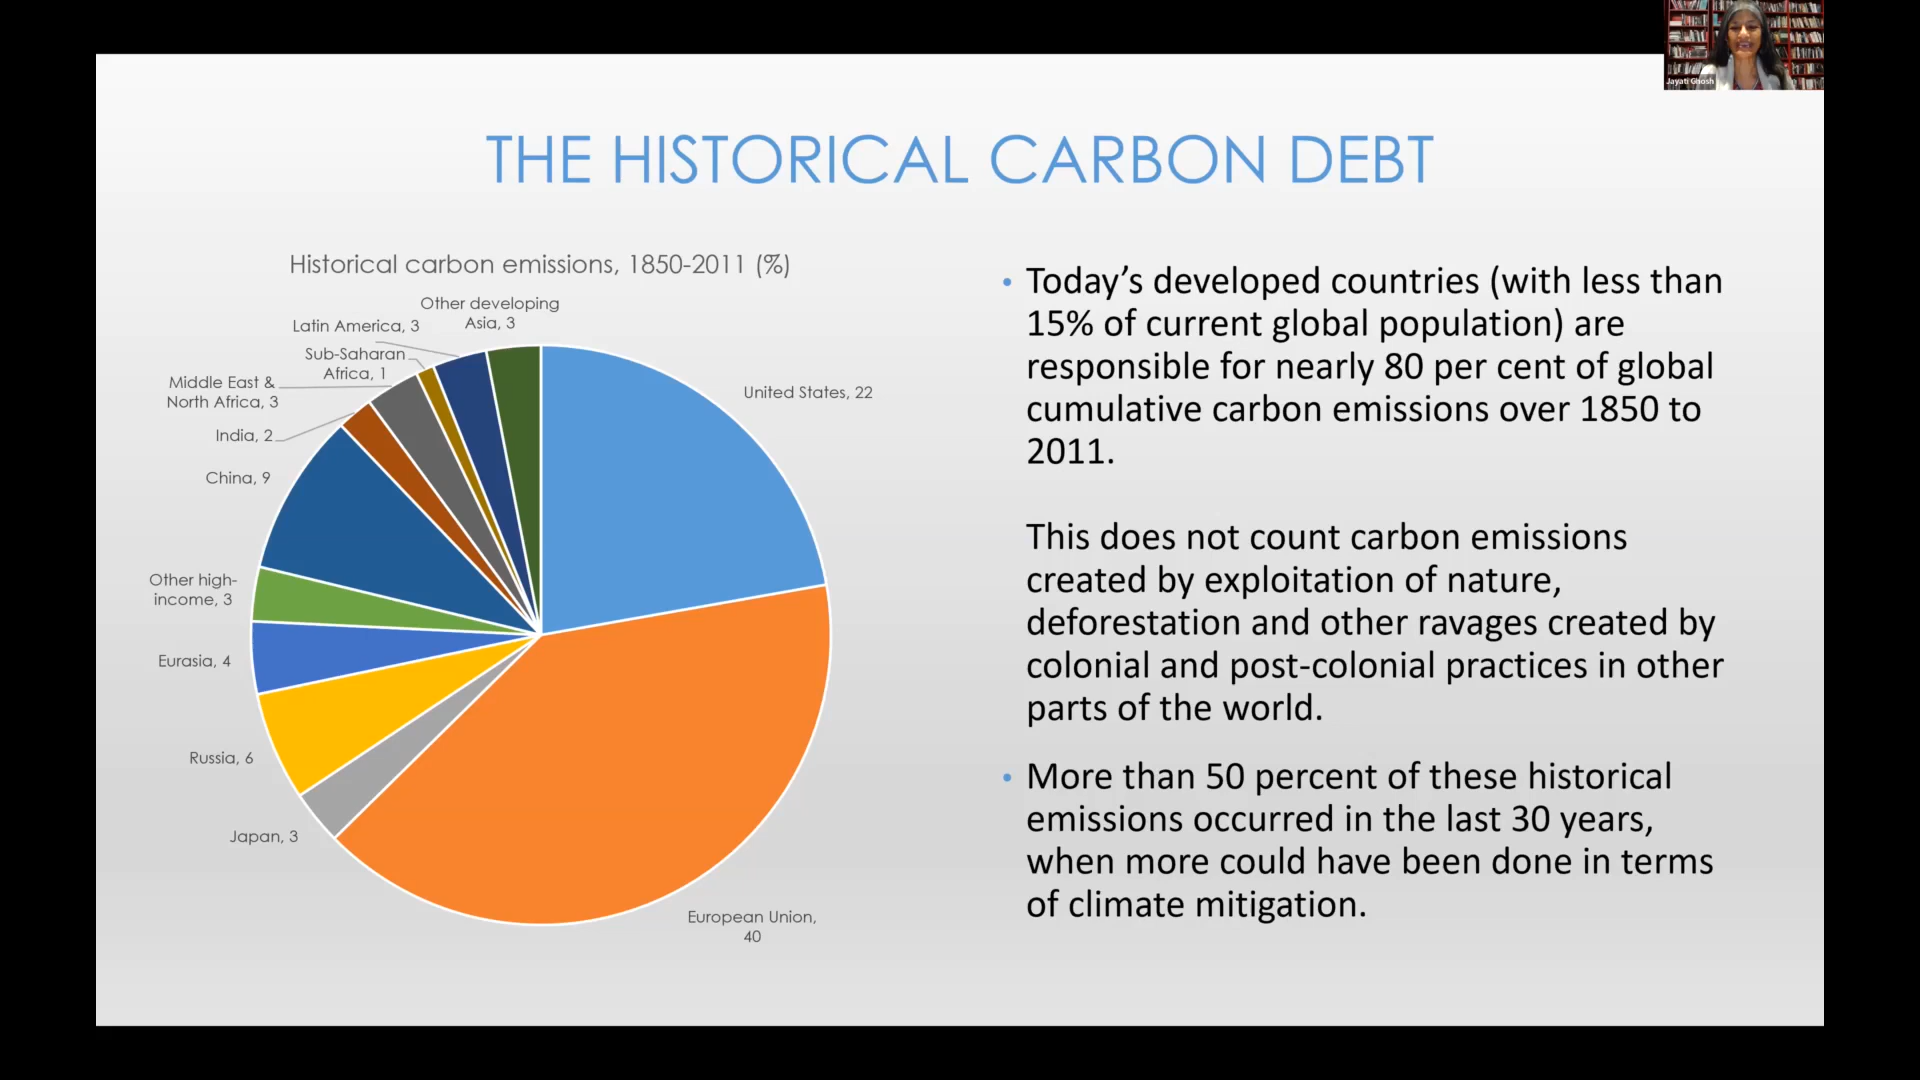 Jayati Ghosh
THE HISTORICAL CARBON DEBT
Historical carbon emissions, 1850-2011 (%)
Other developing
Asia, 3
Latin America, 3
Sub-Saharan
Africa, 1
Middle East &
North Africa, 3
India, 2
China, 9
Other high-
income, 3
Eurasia, 4
Russia, 6
Japan, 3
European Union,
40
United States, 22
• Today’s developed countries (with less than
15% of current global population) are
responsible for nearly 80 per cent of global
cumulative carbon emissions over 1850 to
2011.
This does not count carbon emissions
created by exploitation of nature,
deforestation and other ravages created by
colonial and post-colonial practices in other
parts of the world.
• More than 50 percent of these historical
emissions occurred in the last 30 years,
when more could have been done in terms
of climate mitigation.